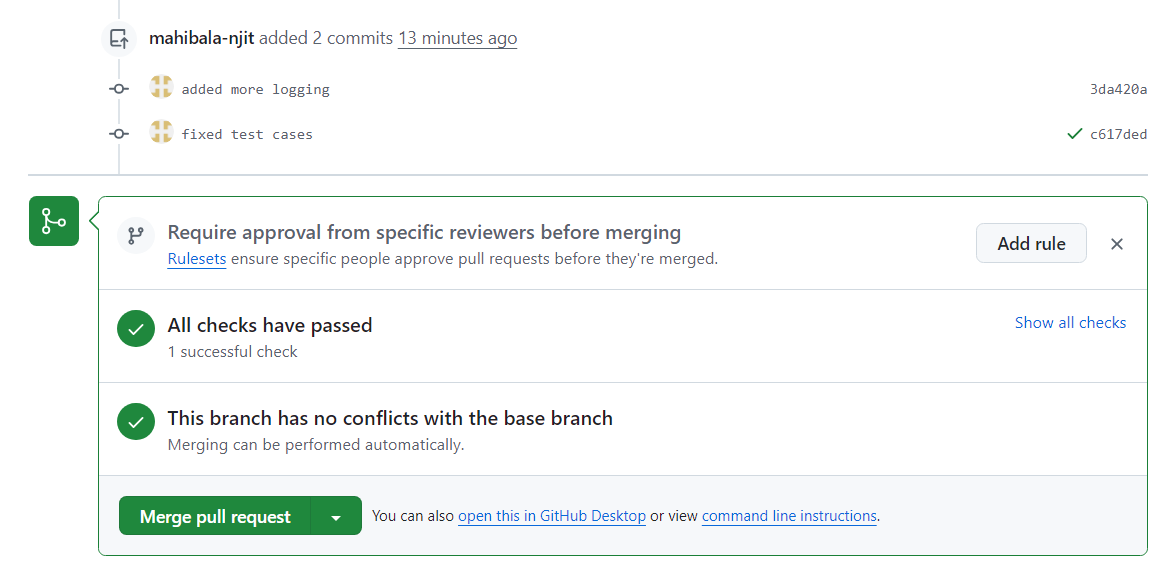 mahibala-njit added 2 commits 13 minutes ago
added more logging 3da420a
fixed test cases c617ded
Require approval from specific reviewers before merging
Rulesets ensure specific people approve pull requests before they're merged.
Add rule
All checks have passed
1 successful check
Show all checks
This branch has no conflicts with the base branch
Merging can be performed automatically.
Merge pull request You can also open this in GitHub Desktop or view command line instructions.